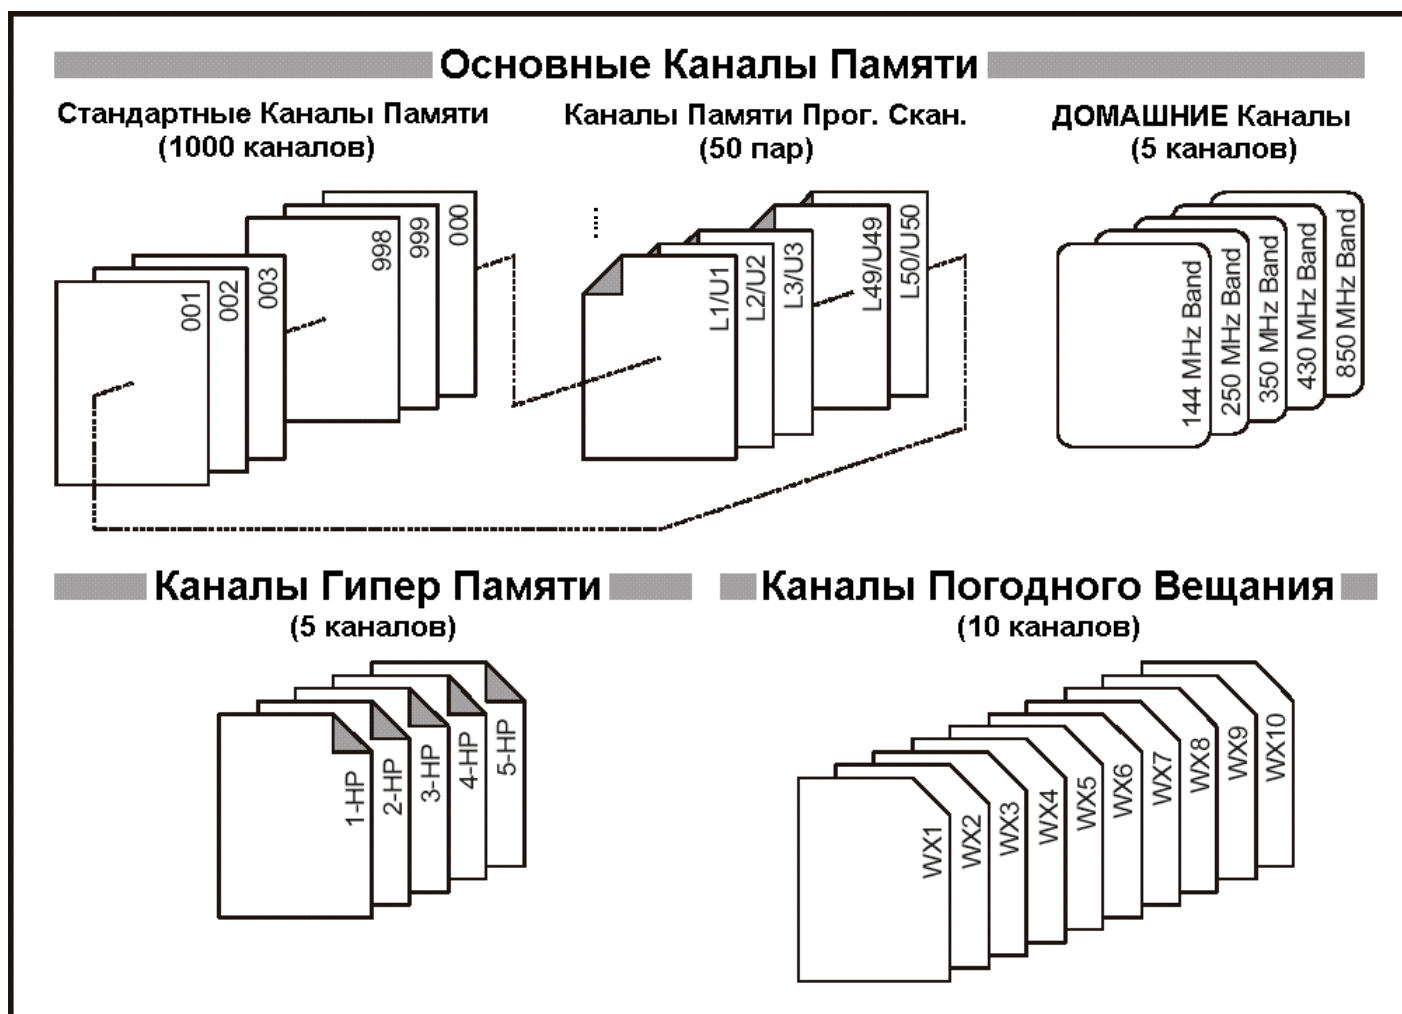 Основные Каналы Памяти
Стандартные Каналы Памяти
(1000 каналов)
001
002
003
998
999
000
Каналы Памяти Прог. Скан.
(50 пар)
L1/U1
L2/U2
L3/U3
L49/U49
L50/U50
ДОМАШНИЕ Каналы
(5 каналов)
144 MHz Band
250 MHz Band
350 MHz Band
430 MHz Band
850 MHz Band
Каналы Гипер Памяти
(5 каналов)
1-HP
2-HP
3-HP
4-HP
5-HP
Каналы Погодного Вещания
(10 каналов)
WX1
WX2
WX3
WX4
WX5
WX6
WX7
WX8
WX9
WX10